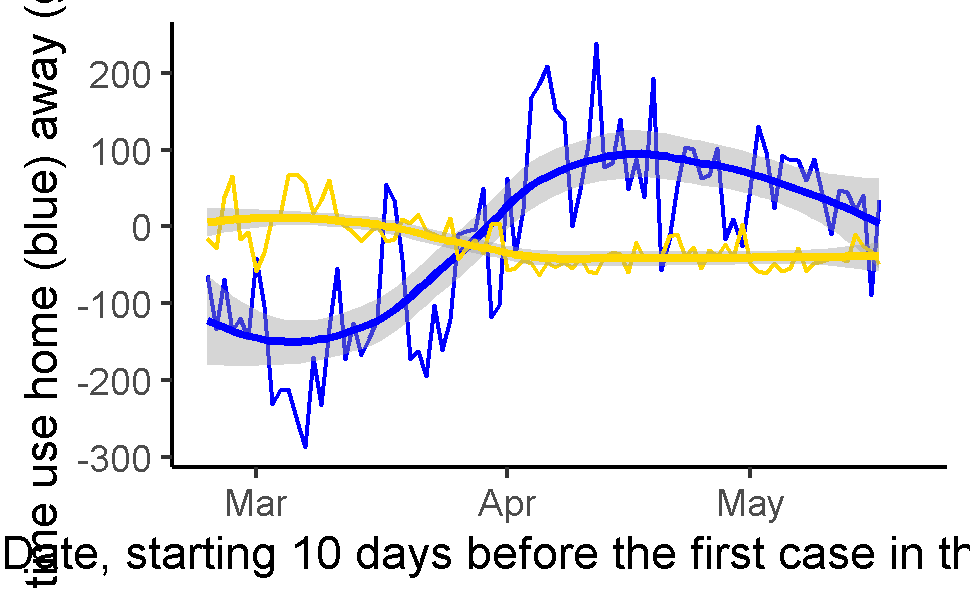 time use home (blue) away (
200
100
0
-100
-200
-300
Mar Apr May
Date, starting 10 days before the first case in th